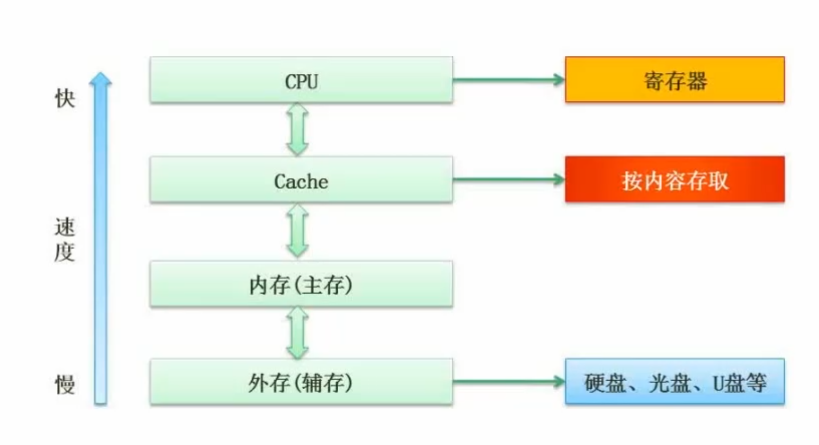 快
CPU
寄存器
Cache
按内容存取
速度
内存(主存)
慢
外存(辅存)
硬盘、光盘、U盘等